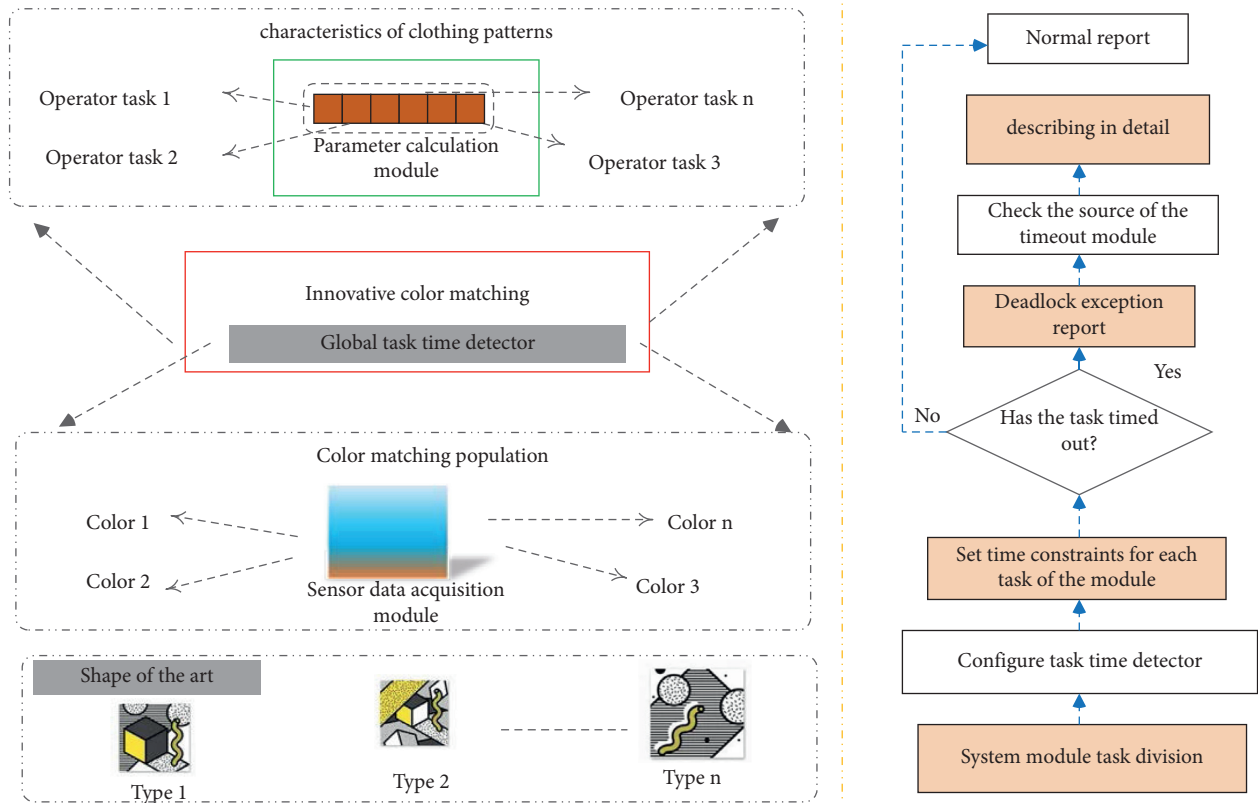 characteristics of clothing patterns
Operator task 1
Operator task n
Operator task 2
Parameter calculation
module
Operator task 3
Innovative color matching
Global task time detector
Color matching population
Color 1
Color n
Color 2
Sensor data acquisition
module
Color 3
Shape of the art
Type 1
Type 2
Type n
Normal report
describing in detail
Check the source of the
timeout module
Deadlock exception
report
Yes
No
Has the task timed
out?
Set time constraints for each
task of the module
Configure task time detector
System module task division